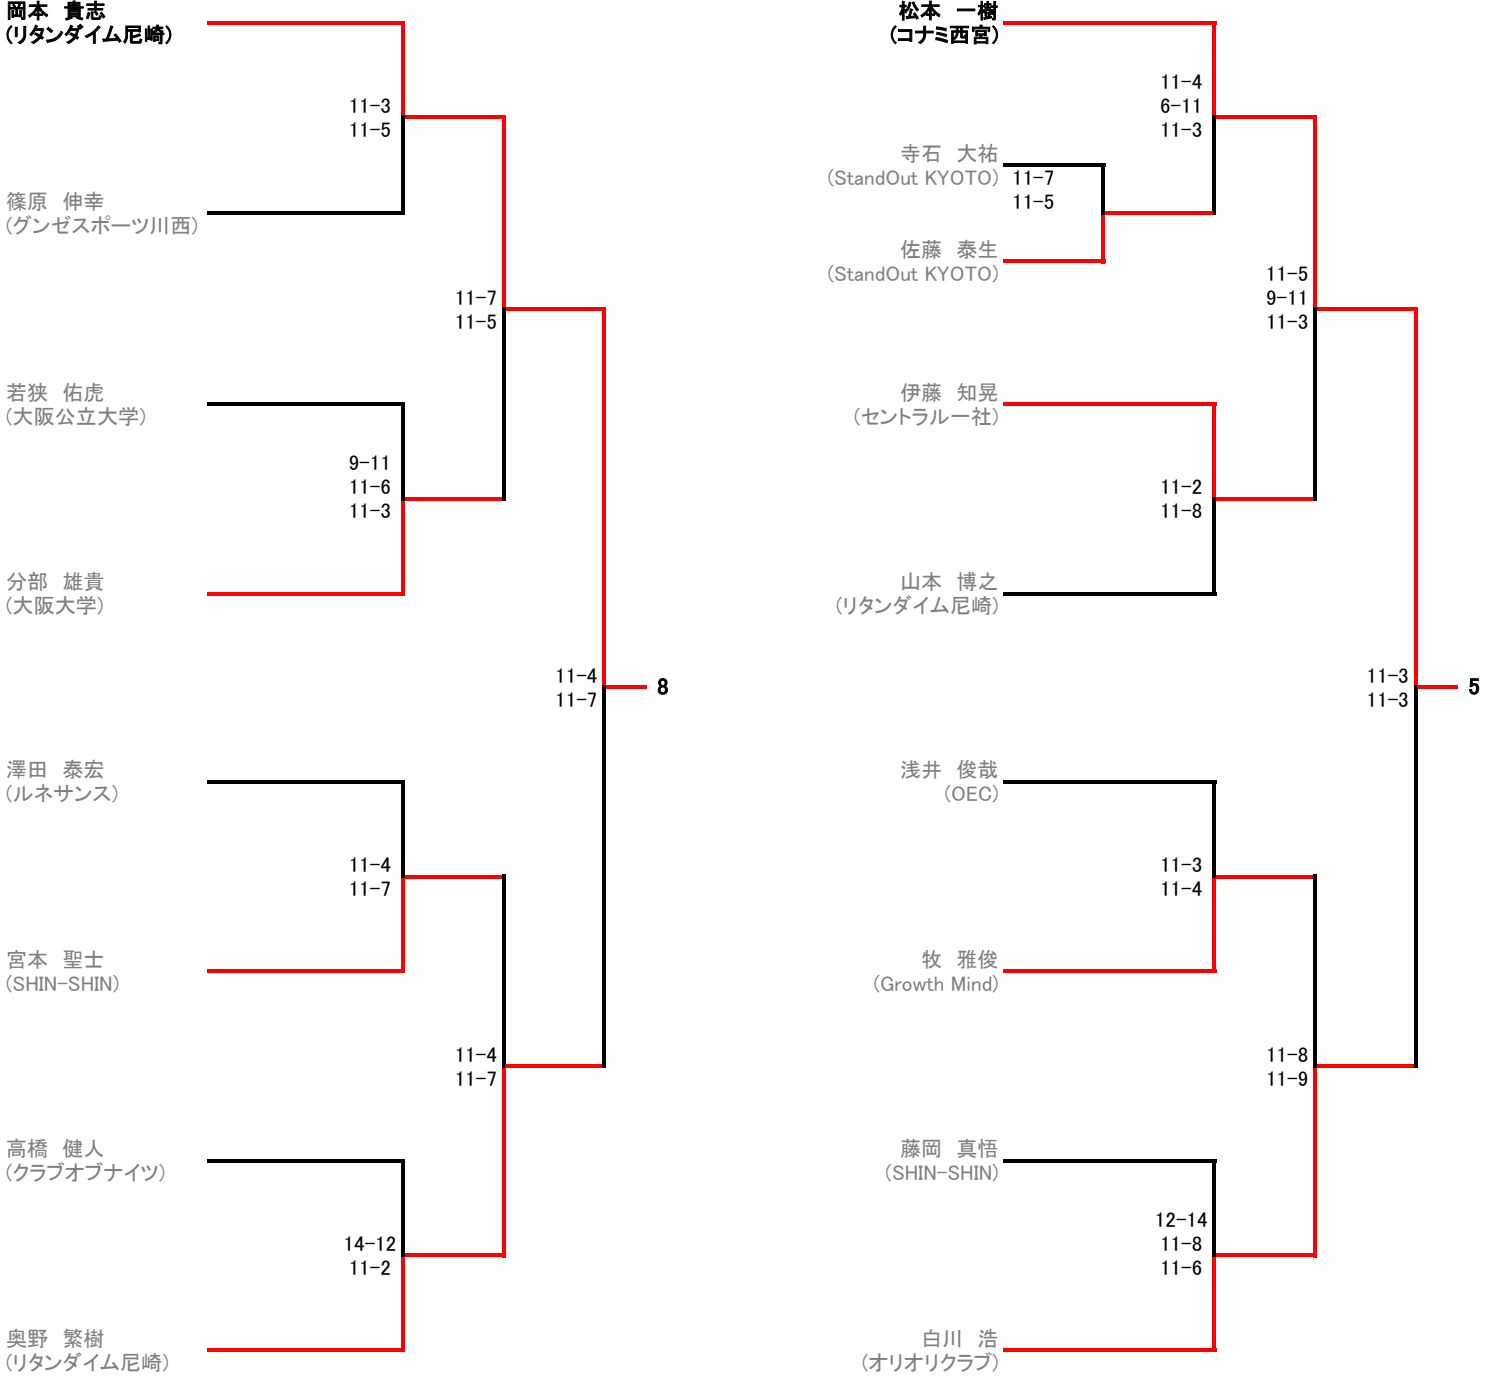 岡本　貴志
(リタンダイム尼崎)
11-3
11-5
篠原　伸幸
(グンゼスポーツ川西)
11-7
11-5
若狭　佑虎
(大阪公立大学)
9-11
11-6
11-3
分部　雄貴
(大阪大学)
11-4
11-7
8
澤田　泰宏
(ルネサンス)
11-4
11-7
宮本　聖士
(SHIN-SHIN)
11-4
11-7
高橋　健人
(クラブオブナイツ)
14-12
11-2
奥野　繁樹
(リタンダイム尼崎)
松本　一樹
(コナミ西宮)
11-4
6-11
11-3
寺石　大祐
(StandOut KYOTO)
11-7
11-5
佐藤　泰生
(StandOut KYOTO)
11-5
9-11
11-3
伊藤　知晃
(セントラル一社)
11-2
11-8
山本　博之
(リタンダイム尼崎)
11-3
11-3
5
浅井　俊哉
(OEC)
11-3
11-4
牧　雅俊
(Growth Mind)
11-8
11-9
藤岡　真悟
(SHIN-SHIN)
12-14
11-8
11-6
白川　浩
(オリオリクラブ)